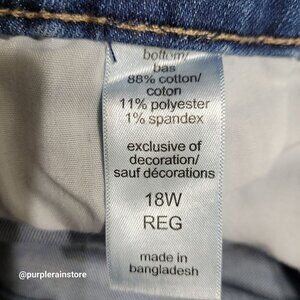 bottom/
bas
88% cotton/
coton
11% polyester
1% spandex
exclusive of
decoration/
sauf décorations
18W
REG
made in
bangladesh
@purplerainstore